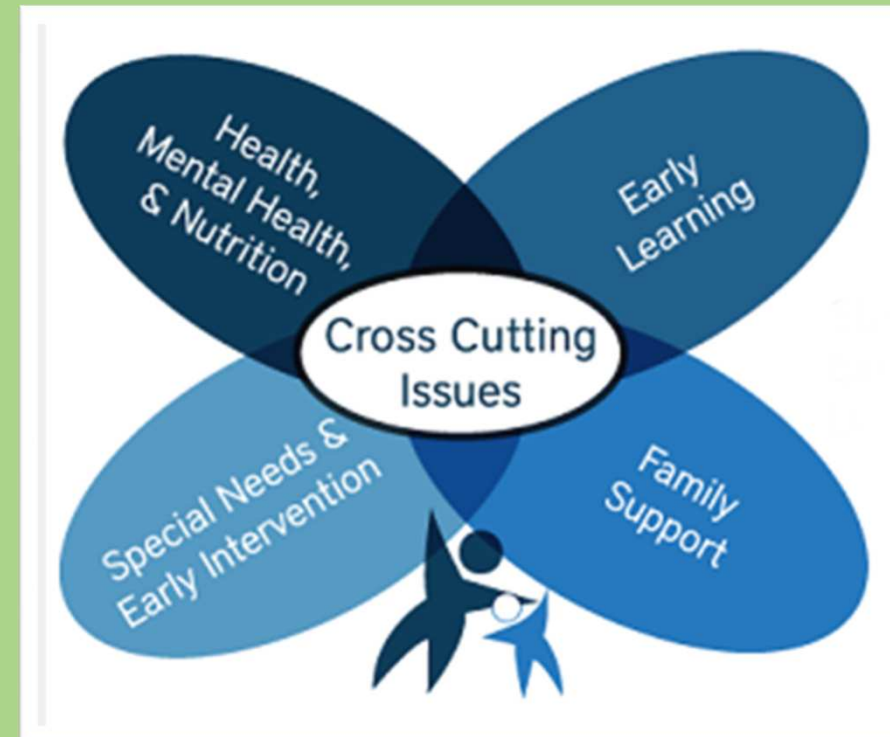 Health,
Mental Health,
& Nutrition
Early
Learning
Cross Cutting
Issues
Special Needs &
Early Intervention
Family
Support